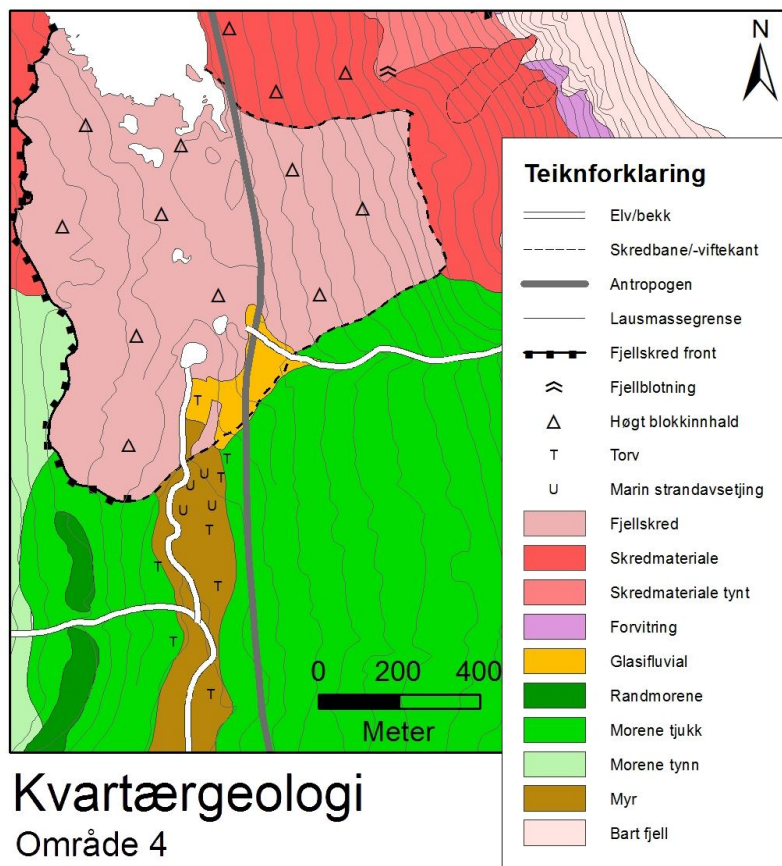 N
Teiknforklaring
Elv/bekk
Skredbane/-viftekant
Antropogen
Lausmassegrense
Fjellskred front
Fjellblotning
Høgt blokkinnhald
T Torv
U Marin strandavsetjing
Fjellskred
Skredmateriale
Skredmateriale tynt
Forvitring
Glasifluvial
Randmorene
Morene tjukk
Morene tynn
Myr
Bart fjell
0 200 400
Meter
Kvartærgeologi
Område 4